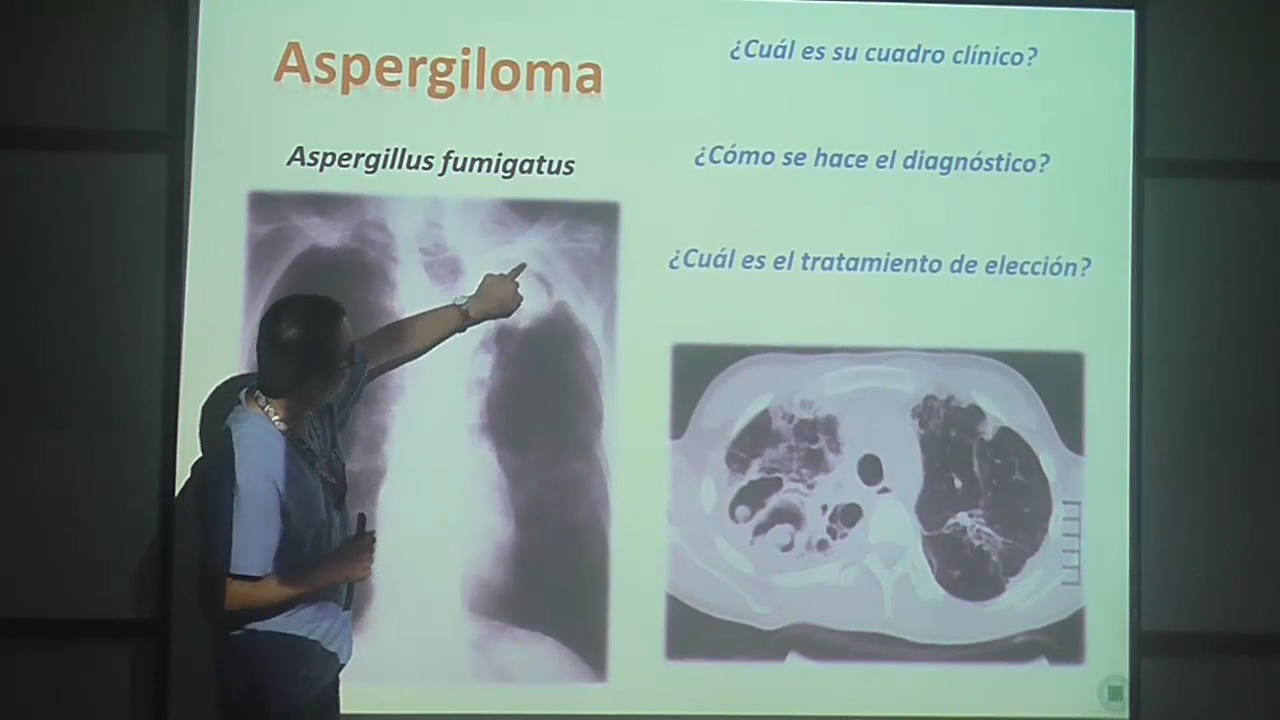 Aspergiloma
Aspergillus fumigatus
¿Cuál es su cuadro clínico?
¿Cómo se hace el diagnóstico?
¿Cuál es el tratamiento de elección?